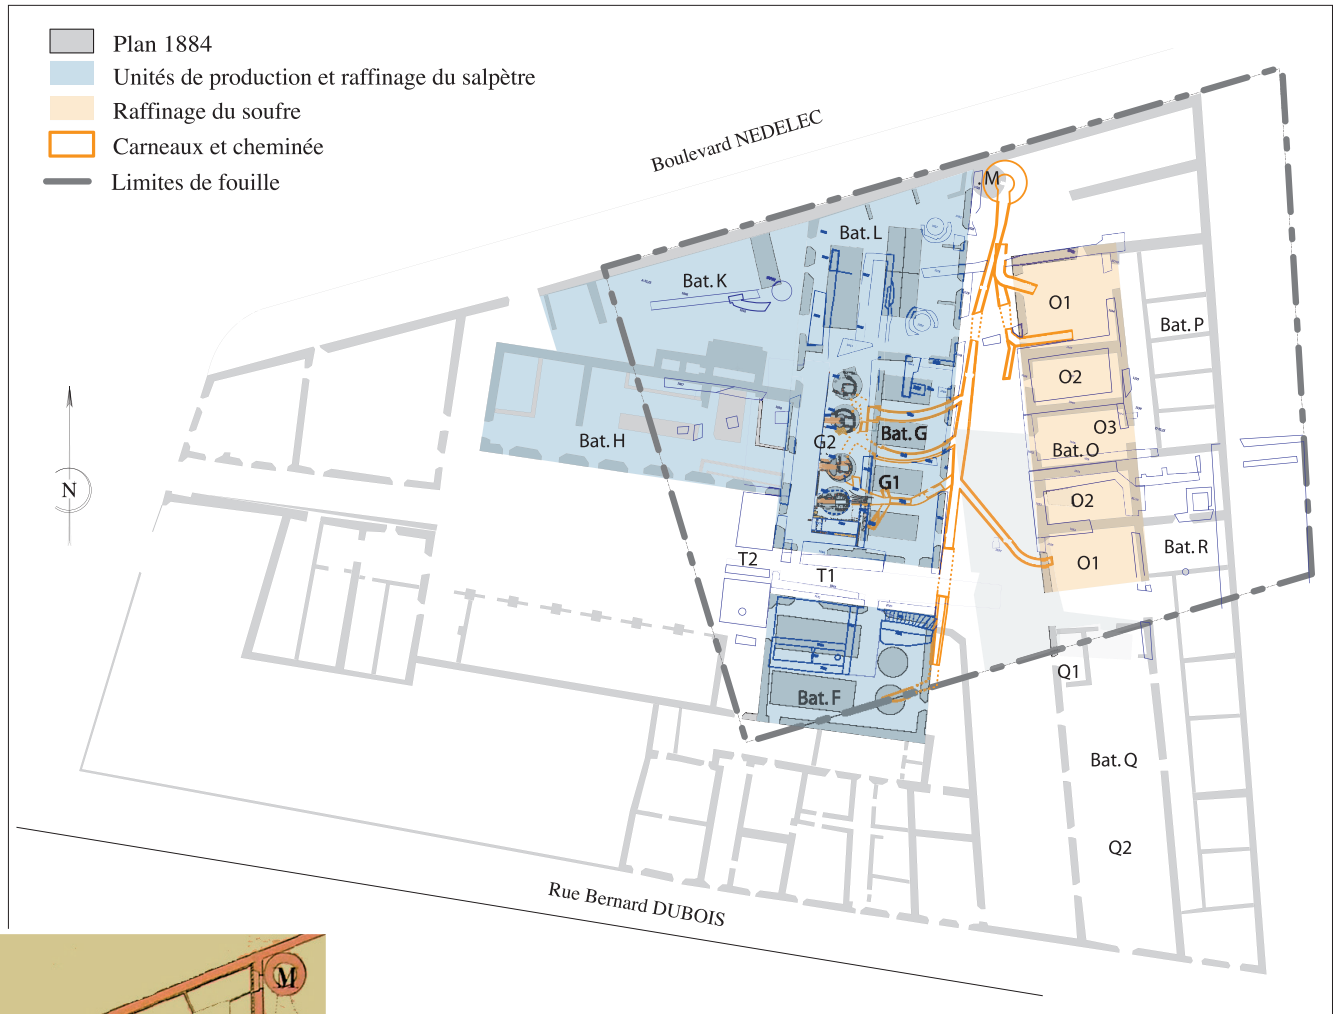 Plan 1884
Unités de production et raffinage du salpètre
Raffinage du soufre
Carneaux et cheminée
Limites de fouille
Boulevard NEDELEC
M
Bat. L
Bat. K
O1
Bat. P
O2
O3
Bat. G
G2
Bat. H
Bat. O
G1
O2
Bat. R
T2
T1
O1
N
Q1
Bat. F
Bat. Q
Q2
Rue Bernard DUBOIS
M